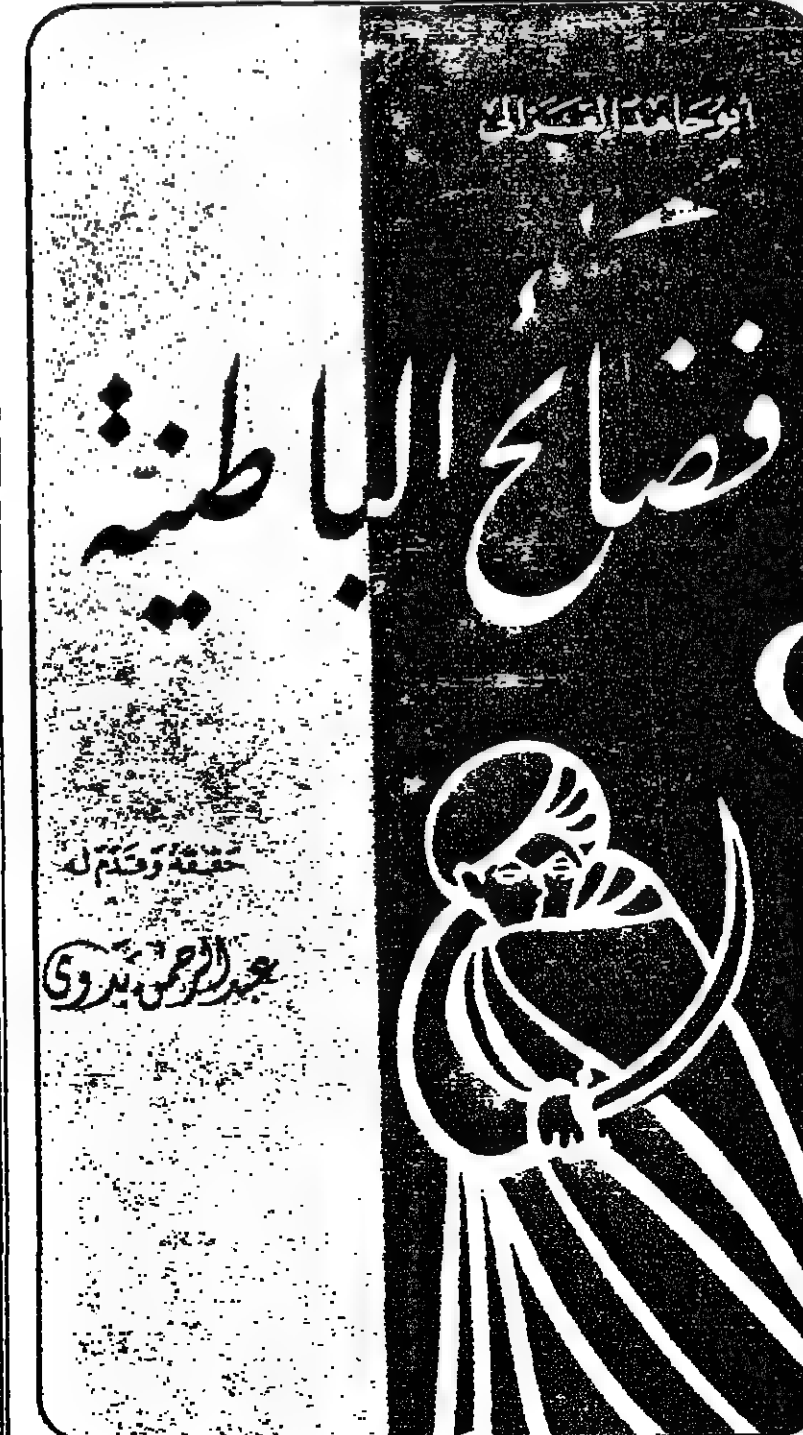 أبو حامد الغزالي
فضائح الباطنية
حققه وقدم له
عبد الرحمن بدوي